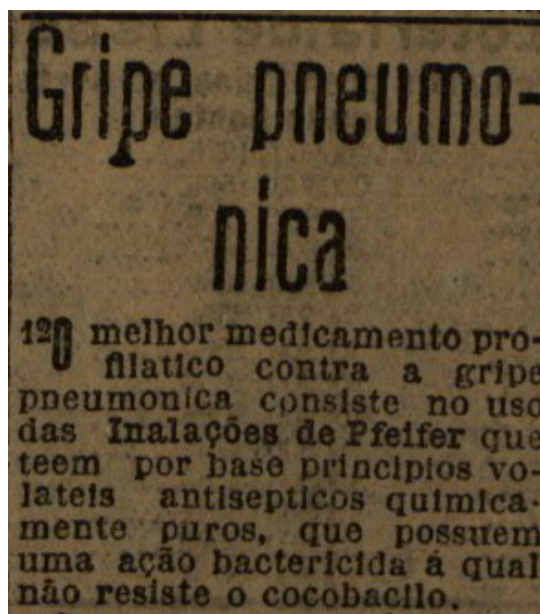 Gripe pneumo-
nica
12 O melhor medicamento pro-
filatico contra a gripe
pneumonica consiste no uso
das Inalações de Pfeifer que
teem por base principios vo-
lateis antisepticos quimica-
mente puros, que possuem
uma ação bactericida á qual
não resiste o cocobacilo.